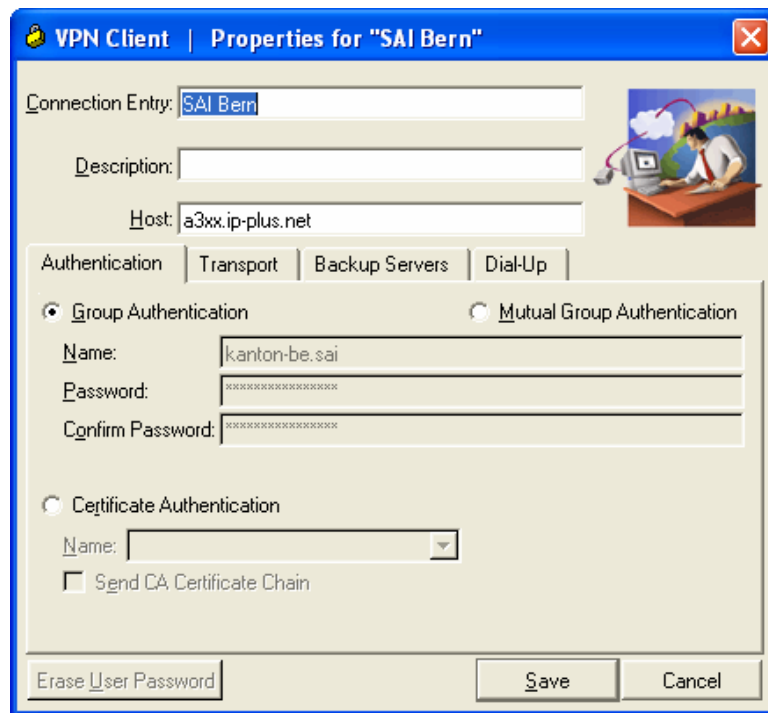 VPN Client | Properties for "SAI Bern"
Connection Entry: SAI Bern
Description:
Host: a3xx.ip-plus.net
Authentication Transport Backup Servers Dial-Up
Group Authentication Mutual Group Authentication
Name: kanton-be.sai
Password: ****************
Confirm Password: ****************
Certificate Authentication
Name:
Send CA Certificate Chain
Erase User Password Save Cancel